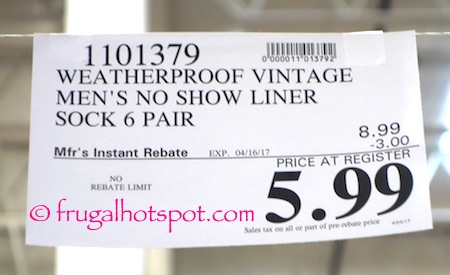 1101379
0000011013792
WEATHERPROOF VINTAGE
MEN'S NO SHOW LINER
SOCK 6 PAIR
8.99
Mfr's Instant Rebate EXP. 04/16/17 -3.00
PRICE AT REGISTER
NO
REBATE LIMIT
5.99
© frugalhotspot.com
Sales tax on all or part of pre-rebate price